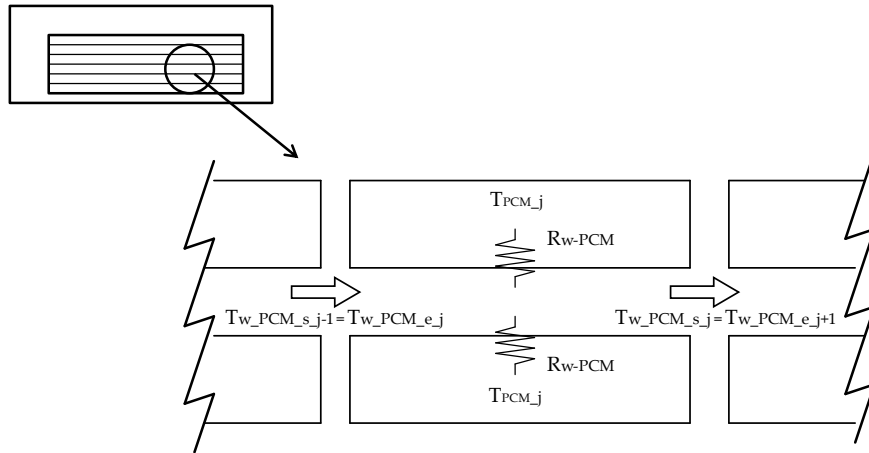 TPCM_j
Rw-PCM
Tw_PCM_s_j-1 = Tw_PCM_e_j
Tw_PCM_s_j = Tw_PCM_e_j+1
Rw-PCM
TPCM_j